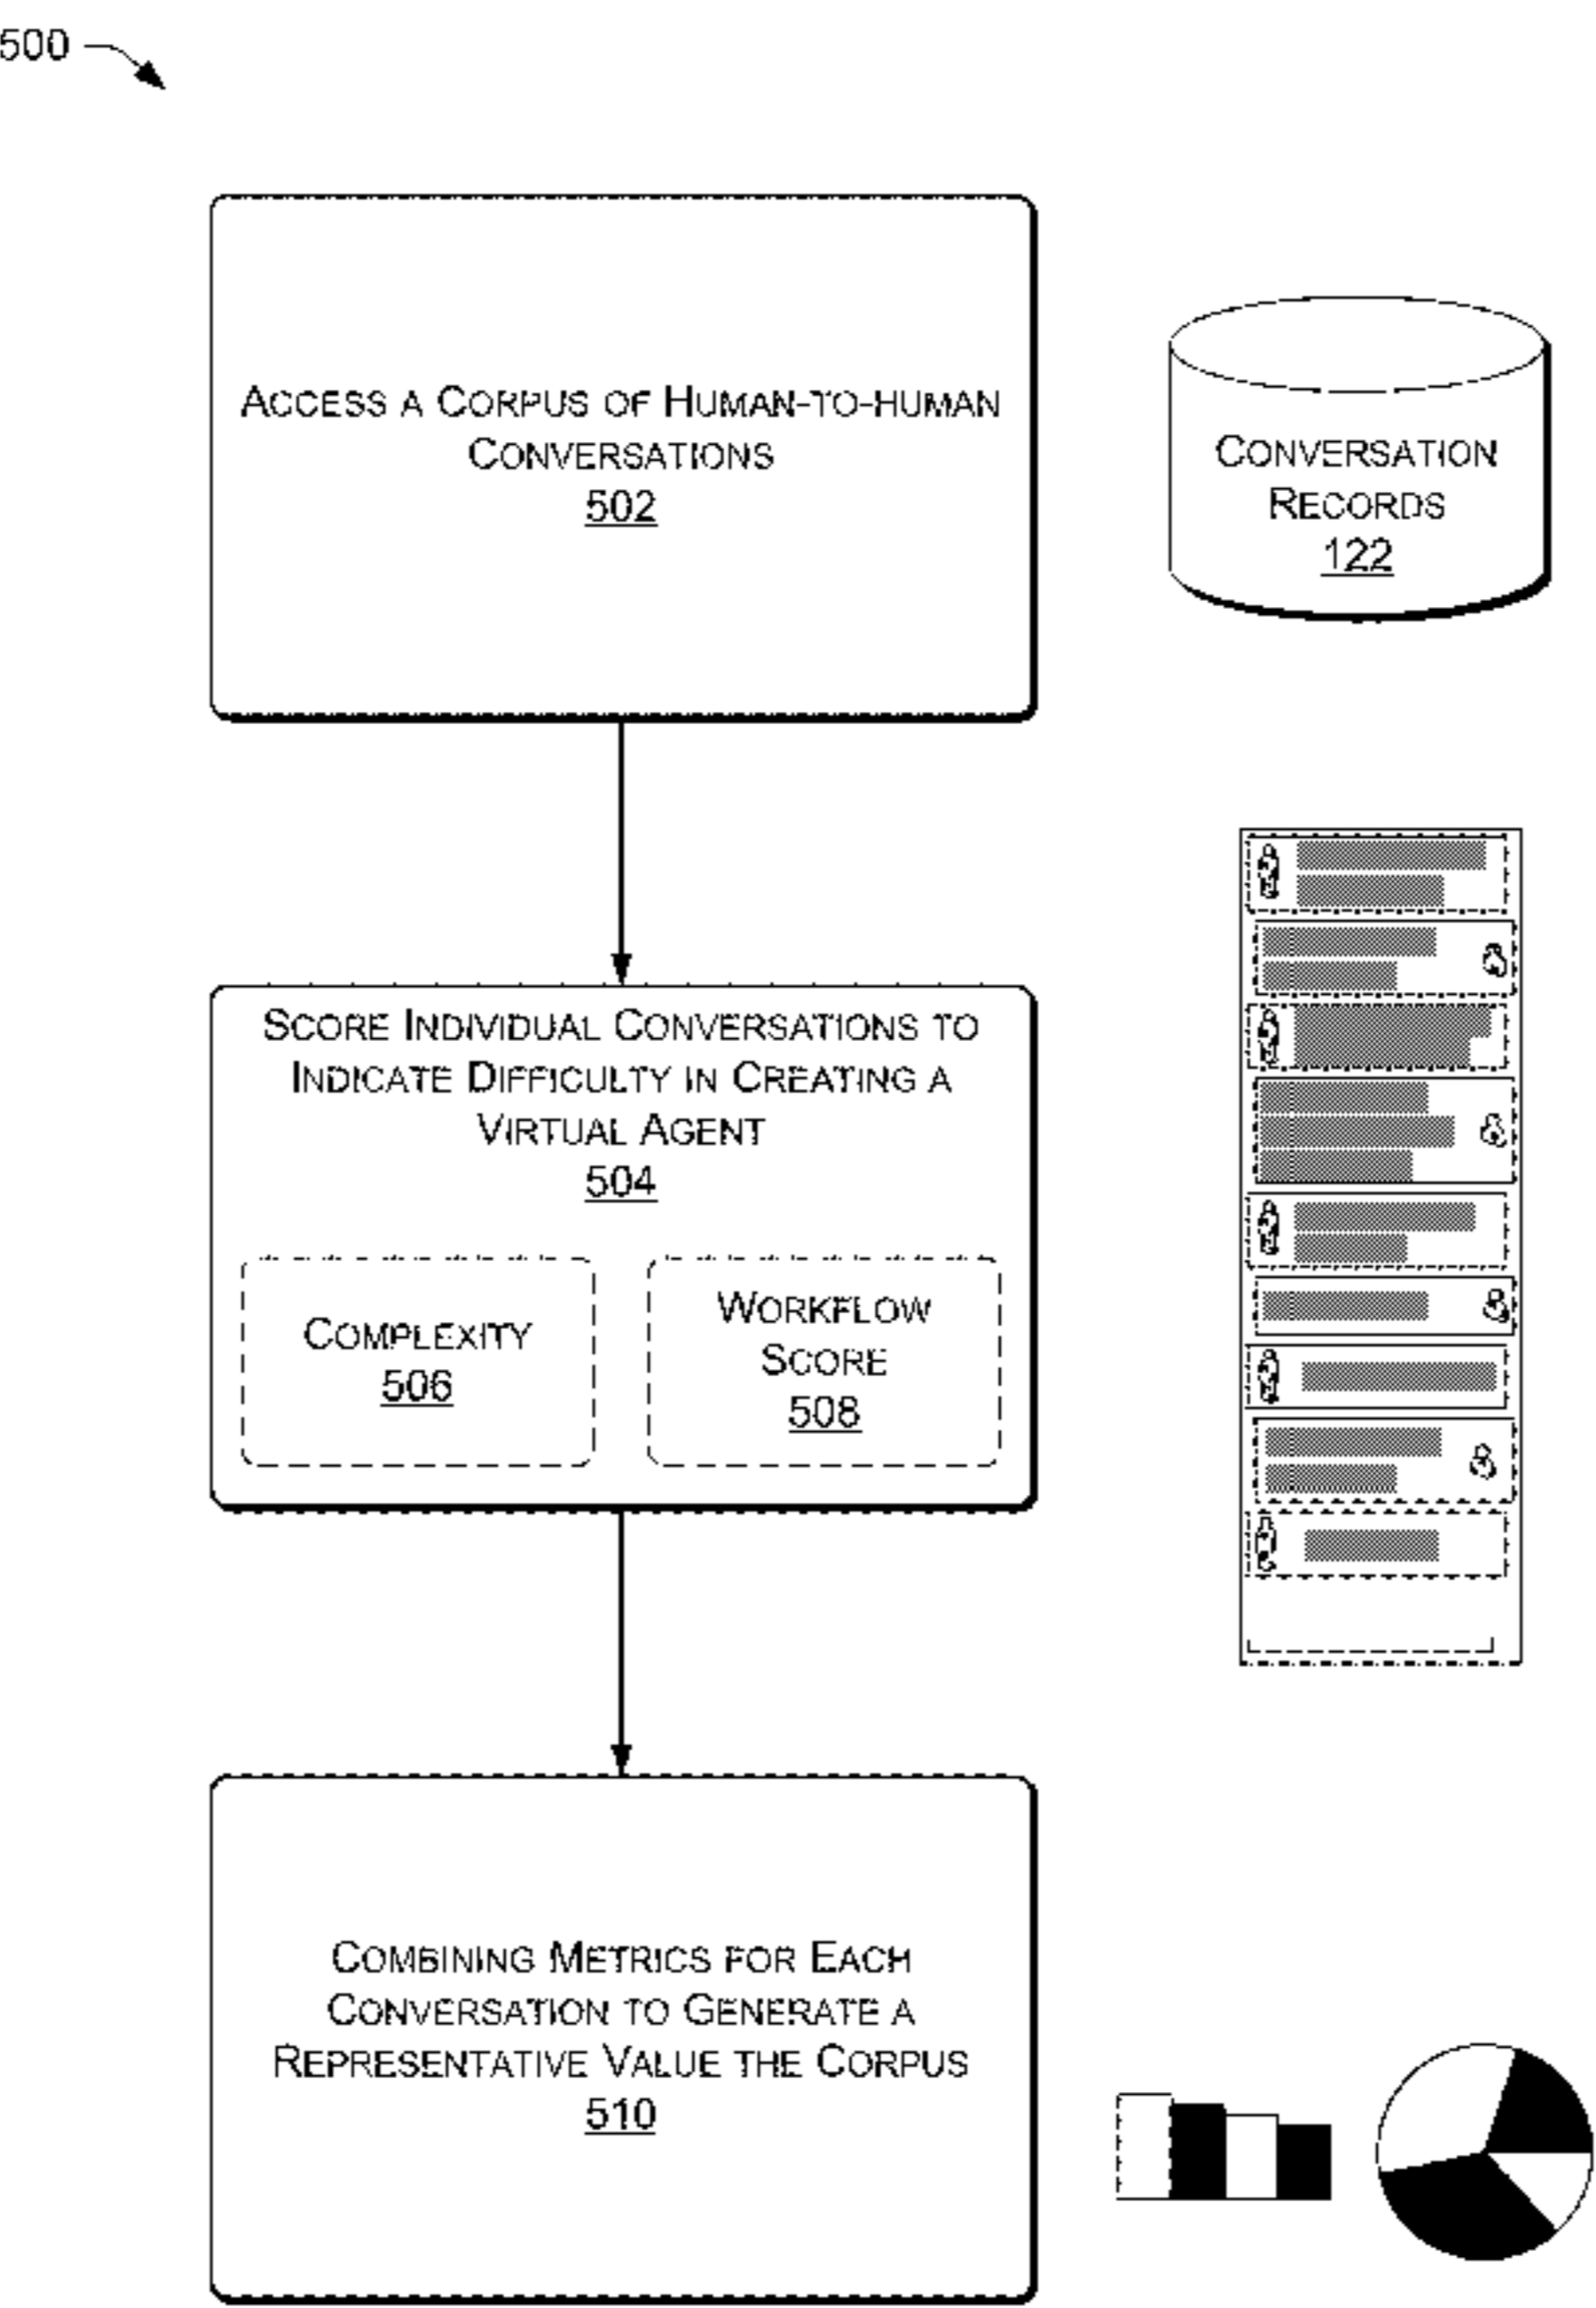 500
ACCESS A CORPUS OF HUMAN-TO-HUMAN
CONVERSATIONS
502
CONVERSATION
RECORDS
122
SCORE INDIVIDUAL CONVERSATIONS TO
INDICATE DIFFICULTY IN CREATING A
VIRTUAL AGENT
504
COMPLEXITY
506
WORKFLOW
SCORE
508
COMBINING METRICS FOR EACH
CONVERSATION TO GENERATE A
REPRESENTATIVE VALUE THE CORPUS
510